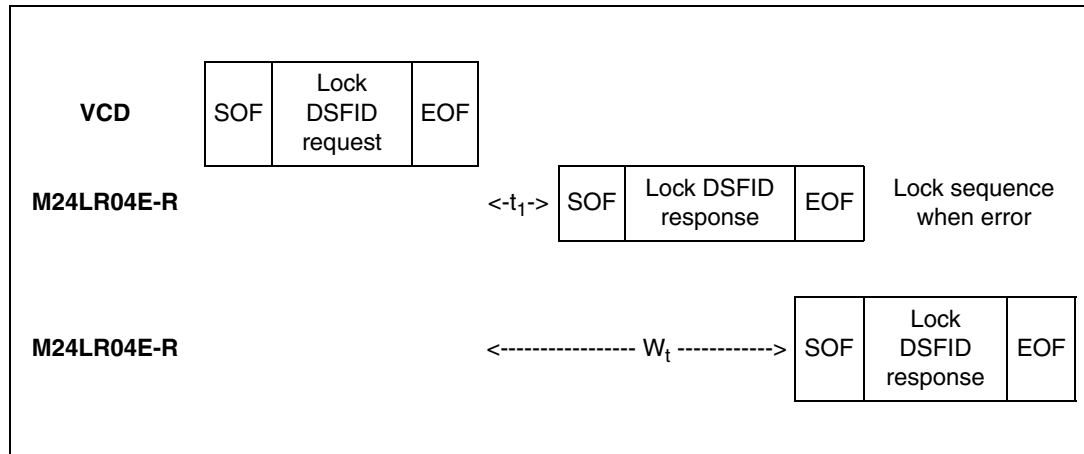 VCD SOF Lock DSFID request EOF
M24LR04E-R <-t1-> SOF Lock DSFID response EOF Lock sequence when error
M24LR04E-R <---------------- Wt ------------> SOF Lock DSFID response EOF